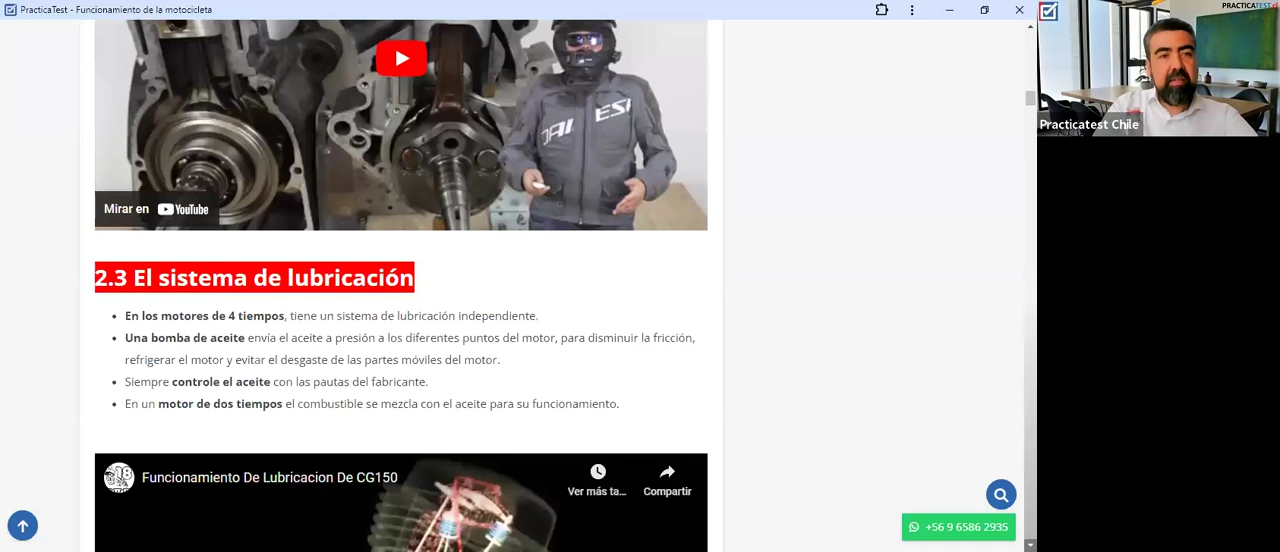 PracticaTest - Funcionamiento de la motocicleta
PRACTICATEST
Practicatest Chile
Mirar en YouTube
2.3 El sistema de lubricación
En los motores de 4 tiempos, tiene un sistema de lubricación independiente.
Una bomba de aceite envía el aceite a presión a los diferentes puntos del motor, para disminuir la fricción,
refrigerar el motor y evitar el desgaste de las partes móviles del motor.
Siempre controle el aceite con las pautas del fabricante.
En un motor de dos tiempos el combustible se mezcla con el aceite para su funcionamiento.
Funcionamiento De Lubricacion De CG150
Ver más ta...
Compartir
+56 9 6586 2935